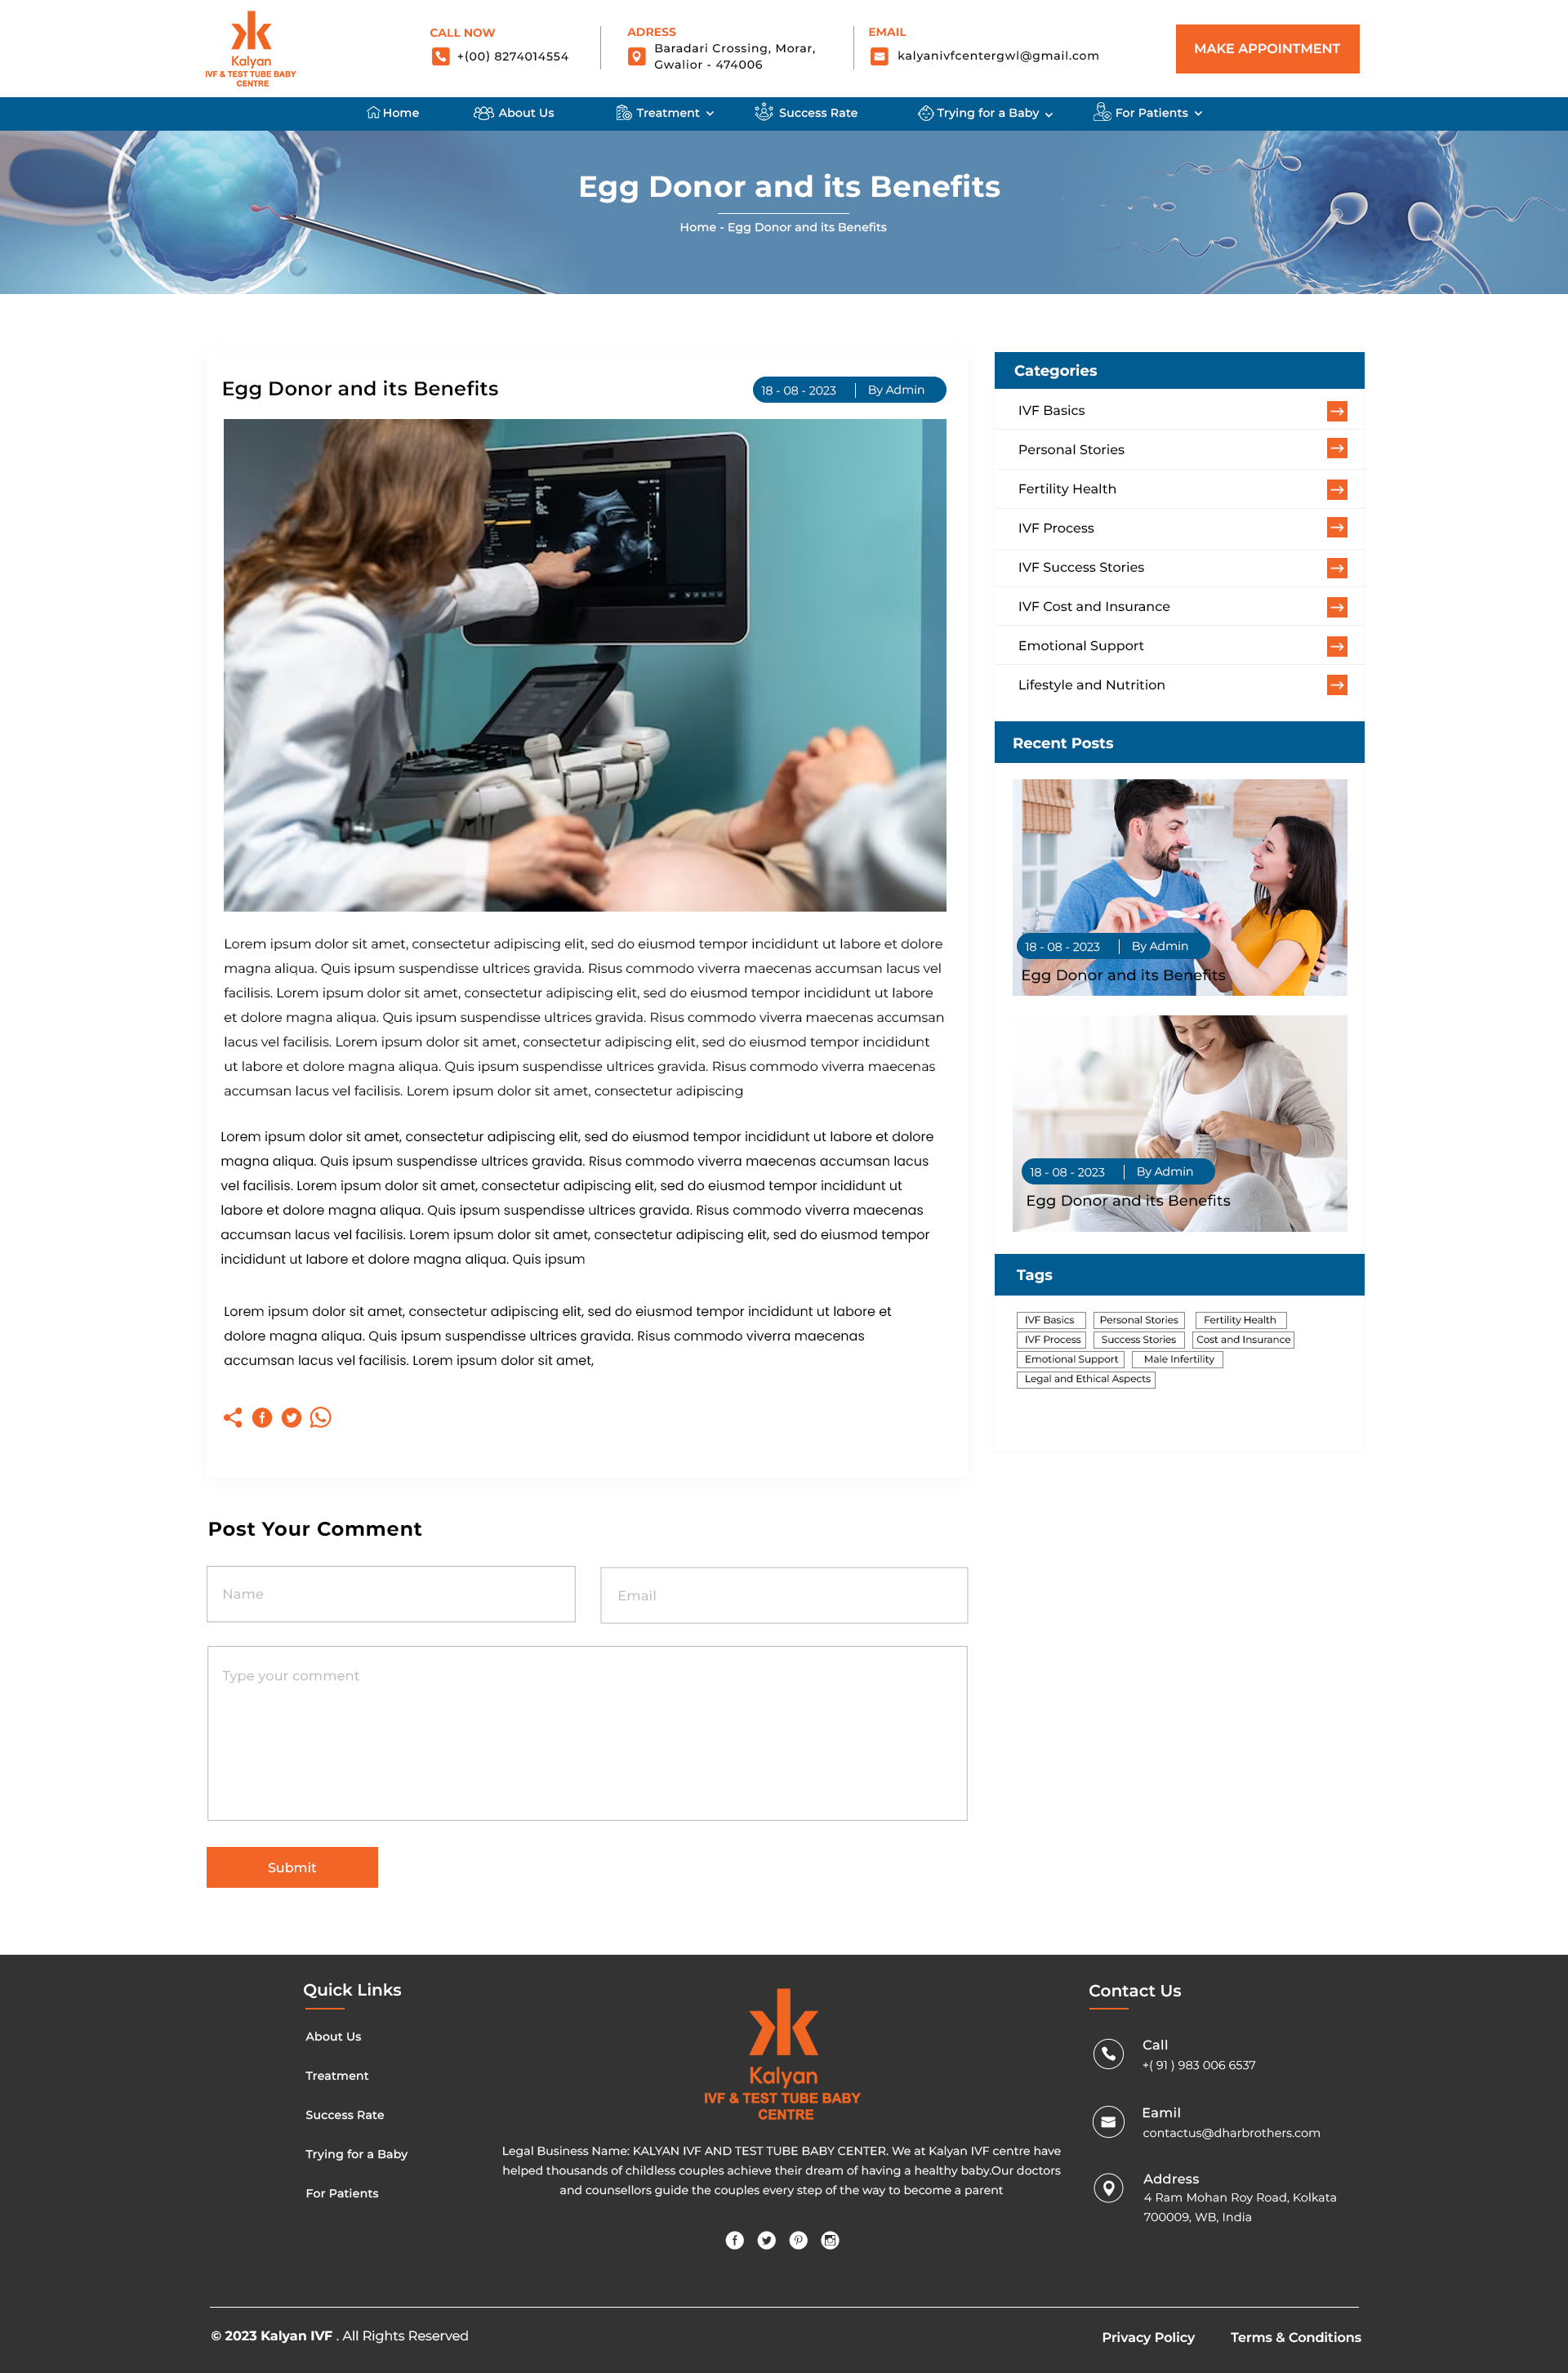 Kalyan
IVF & TEST TUBE BABY
CENTRE
CALL NOW
+(00) 8274014554
ADRESS
Baradari Crossing, Morar,
Gwalior - 474006
EMAIL
kalyanivfcentergwl@gmail.com
MAKE APPOINTMENT
Home
About Us
Treatment
Success Rate
Trying for a Baby
For Patients
Egg Donor and its Benefits
Home - Egg Donor and its Benefits
Egg Donor and its Benefits
18 - 08 - 2023
By Admin
Lorem ipsum dolor sit amet, consectetur adipiscing elit, sed do eiusmod tempor incididunt ut labore et dolore
magna aliqua. Quis ipsum suspendisse ultrices gravida. Risus commodo viverra maecenas accumsan lacus vel
facilisis. Lorem ipsum dolor sit amet, consectetur adipiscing elit, sed do eiusmod tempor incididunt ut labore
et dolore magna aliqua. Quis ipsum suspendisse ultrices gravida. Risus commodo viverra maecenas accumsan
lacus vel facilisis. Lorem ipsum dolor sit amet, consectetur adipiscing elit, sed do eiusmod tempor incididunt
ut labore et dolore magna aliqua. Quis ipsum suspendisse ultrices gravida. Risus commodo viverra maecenas
accumsan lacus vel facilisis. Lorem ipsum dolor sit amet, consectetur adipiscing
Lorem ipsum dolor sit amet, consectetur adipiscing elit, sed do eiusmod tempor incididunt ut labore et dolore
magna aliqua. Quis ipsum suspendisse ultrices gravida. Risus commodo viverra maecenas accumsan lacus
vel facilisis. Lorem ipsum dolor sit amet, consectetur adipiscing elit, sed do eiusmod tempor incididunt ut
labore et dolore magna aliqua. Quis ipsum suspendisse ultrices gravida. Risus commodo viverra maecenas
accumsan lacus vel facilisis. Lorem ipsum dolor sit amet, consectetur adipiscing elit, sed do eiusmod tempor
incididunt ut labore et dolore magna aliqua. Quis ipsum
Lorem ipsum dolor sit amet, consectetur adipiscing elit, sed do eiusmod tempor incididunt ut labore et
dolore magna aliqua. Quis ipsum suspendisse ultrices gravida. Risus commodo viverra maecenas
accumsan lacus vel facilisis. Lorem ipsum dolor sit amet,
Categories
IVF Basics
Personal Stories
Fertility Health
IVF Process
IVF Success Stories
IVF Cost and Insurance
Emotional Support
Lifestyle and Nutrition
Recent Posts
18 - 08 - 2023
By Admin
Egg Donor and its Benefits
18 - 08 - 2023
By Admin
Egg Donor and its Benefits
Tags
IVF Basics
Personal Stories
Fertility Health
IVF Process
Success Stories
Cost and Insurance
Emotional Support
Male Infertility
Legal and Ethical Aspects
Post Your Comment
Name
Email
Type your comment
Submit
Quick Links
About Us
Treatment
Success Rate
Trying for a Baby
For Patients
Kalyan
IVF & TEST TUBE BABY
CENTRE
Legal Business Name: KALYAN IVF AND TEST TUBE BABY CENTER. We at Kalyan IVF centre have
helped thousands of childless couples achieve their dream of having a healthy baby.Our doctors
and counsellors guide the couples every step of the way to become a parent
Contact Us
Call
+( 91 ) 983 006 6537
Eamil
contactus@dharbrothers.com
Address
4 Ram Mohan Roy Road, Kolkata
700009, WB, India
© 2023 Kalyan IVF . All Rights Reserved
Privacy Policy
Terms & Conditions